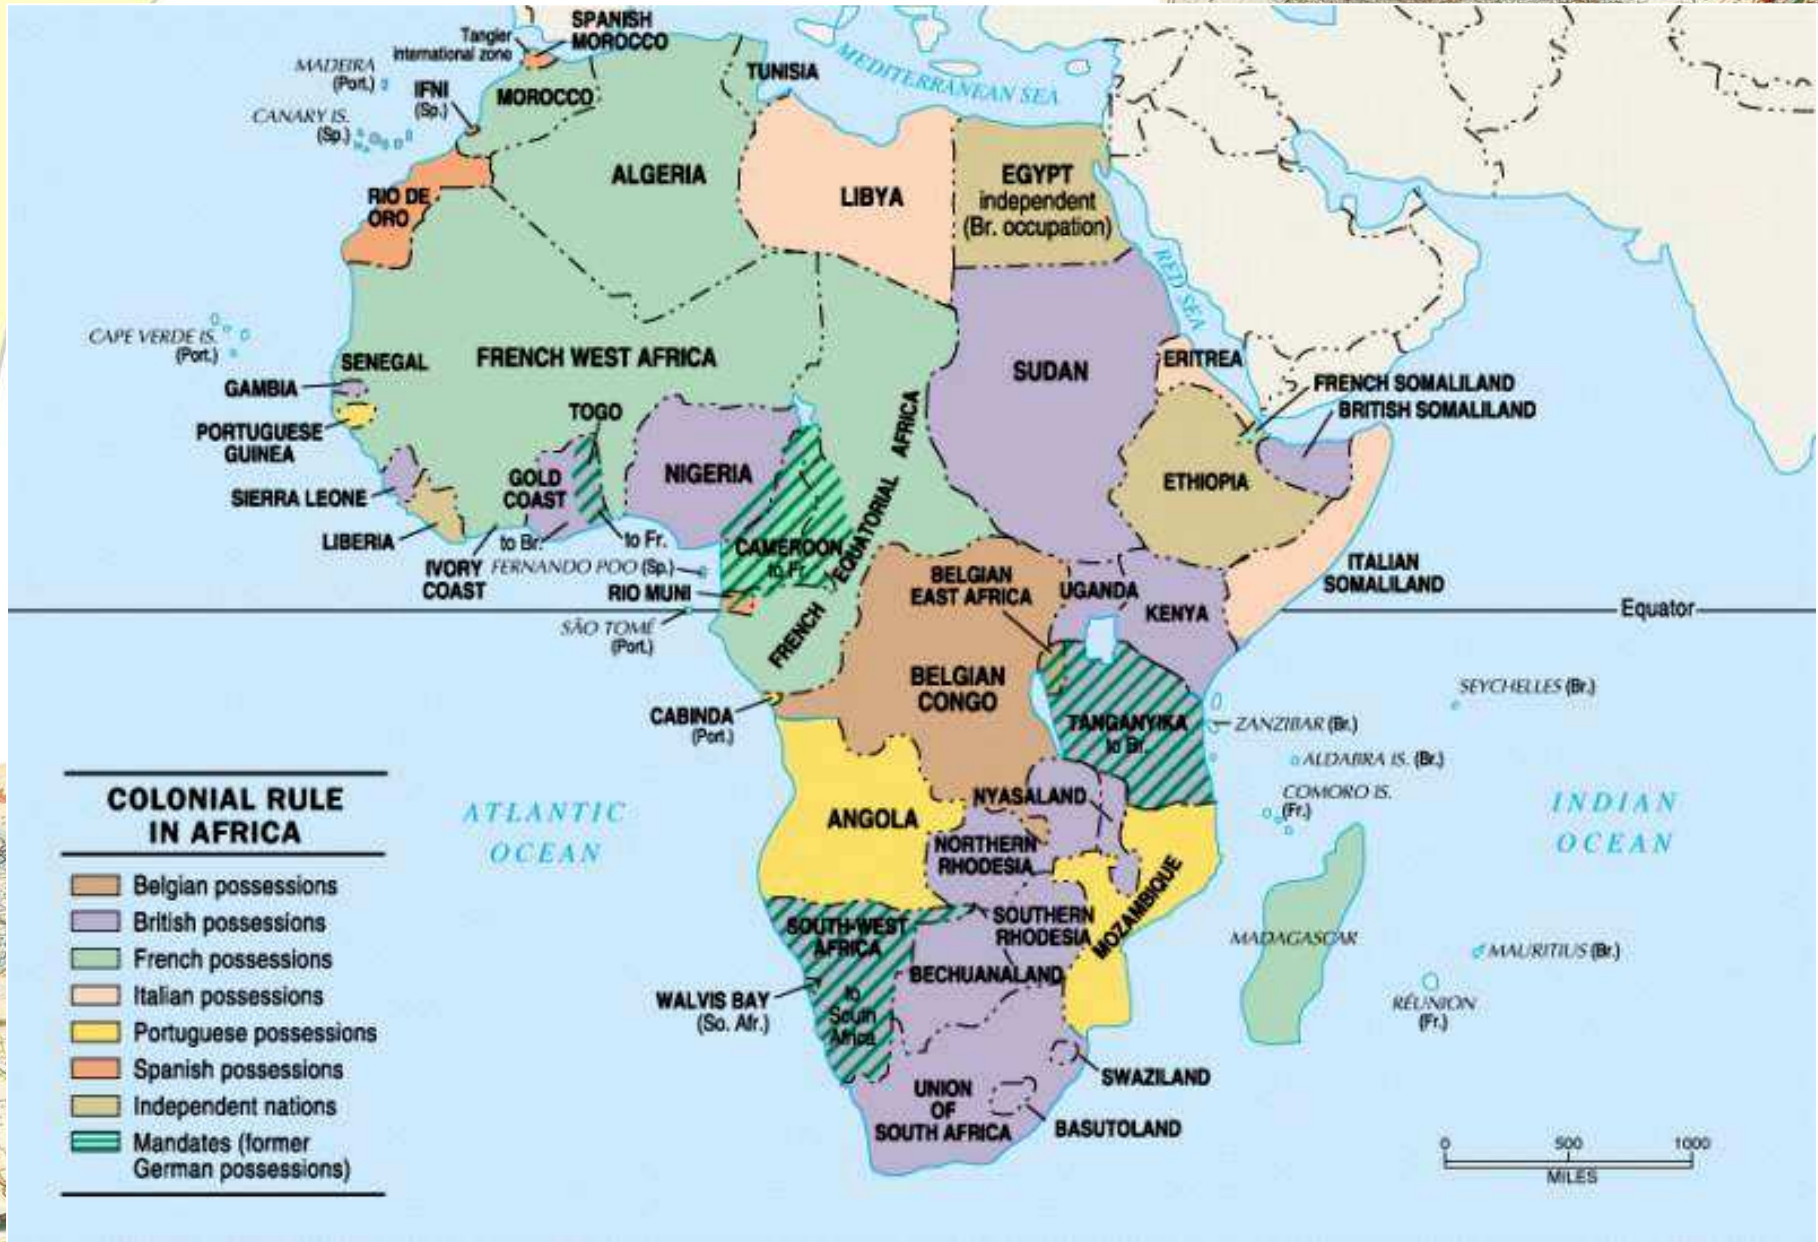 SPANISH
MOROCCO
Tangier
international zone
MADEIRA
(Port.)
IFNI
(Sp.)
MOROCCO
TUNISIA
MEDITERRANEAN SEA
CANARY IS.
(Sp.)
ALGERIA
LIBYA
EGYPT
independent
(Br. occupation)
RIO DE
ORO
RED SEA
CAPE VERDE IS.
(Port.)
SENEGAL
FRENCH WEST AFRICA
SUDAN
ERITREA
GAMBIA
FRENCH SOMALILAND
BRITISH SOMALILAND
TOGO
PORTUGUESE
GUINEA
FRENCH EQUATORIAL AFRICA
GOLD
COAST
NIGERIA
ETHIOPIA
SIERRA LEONE
LIBERIA
to Br.
to Fr.
IVORY
COAST
FERNANDO POO (Sp.)
CAMEROON
to Fr.
RIO MUNI
BELGIAN
EAST AFRICA
UGANDA
KENYA
ITALIAN
SOMALILAND
Equator
SÃO TOMÉ
(Port.)
BELGIAN
CONGO
SEYCHELLES (Br.)
CABINDA
(Port.)
TANGANYIKA
to Br.
ZANZIBAR (Br.)
ALDABRA IS. (Br.)
COMORO IS.
(Fr.)
NYASALAND
ANGOLA
ATLANTIC
OCEAN
INDIAN
OCEAN
NORTHERN
RHODESIA
MOZAMBIQUE
SOUTHERN
RHODESIA
SOUTH-WEST
AFRICA
to
South
Africa
BECHUANALAND
MADAGASCAR
MAURITIUS (Br.)
WALVIS BAY
(So. Afr.)
RÉUNION
(Fr.)
SWAZILAND
UNION
OF
SOUTH AFRICA
BASUTOLAND
COLONIAL RULE
IN AFRICA
Belgian possessions
British possessions
French possessions
Italian possessions
Portuguese possessions
Spanish possessions
Independent nations
Mandates (former
German possessions)
0 500 1000
MILES